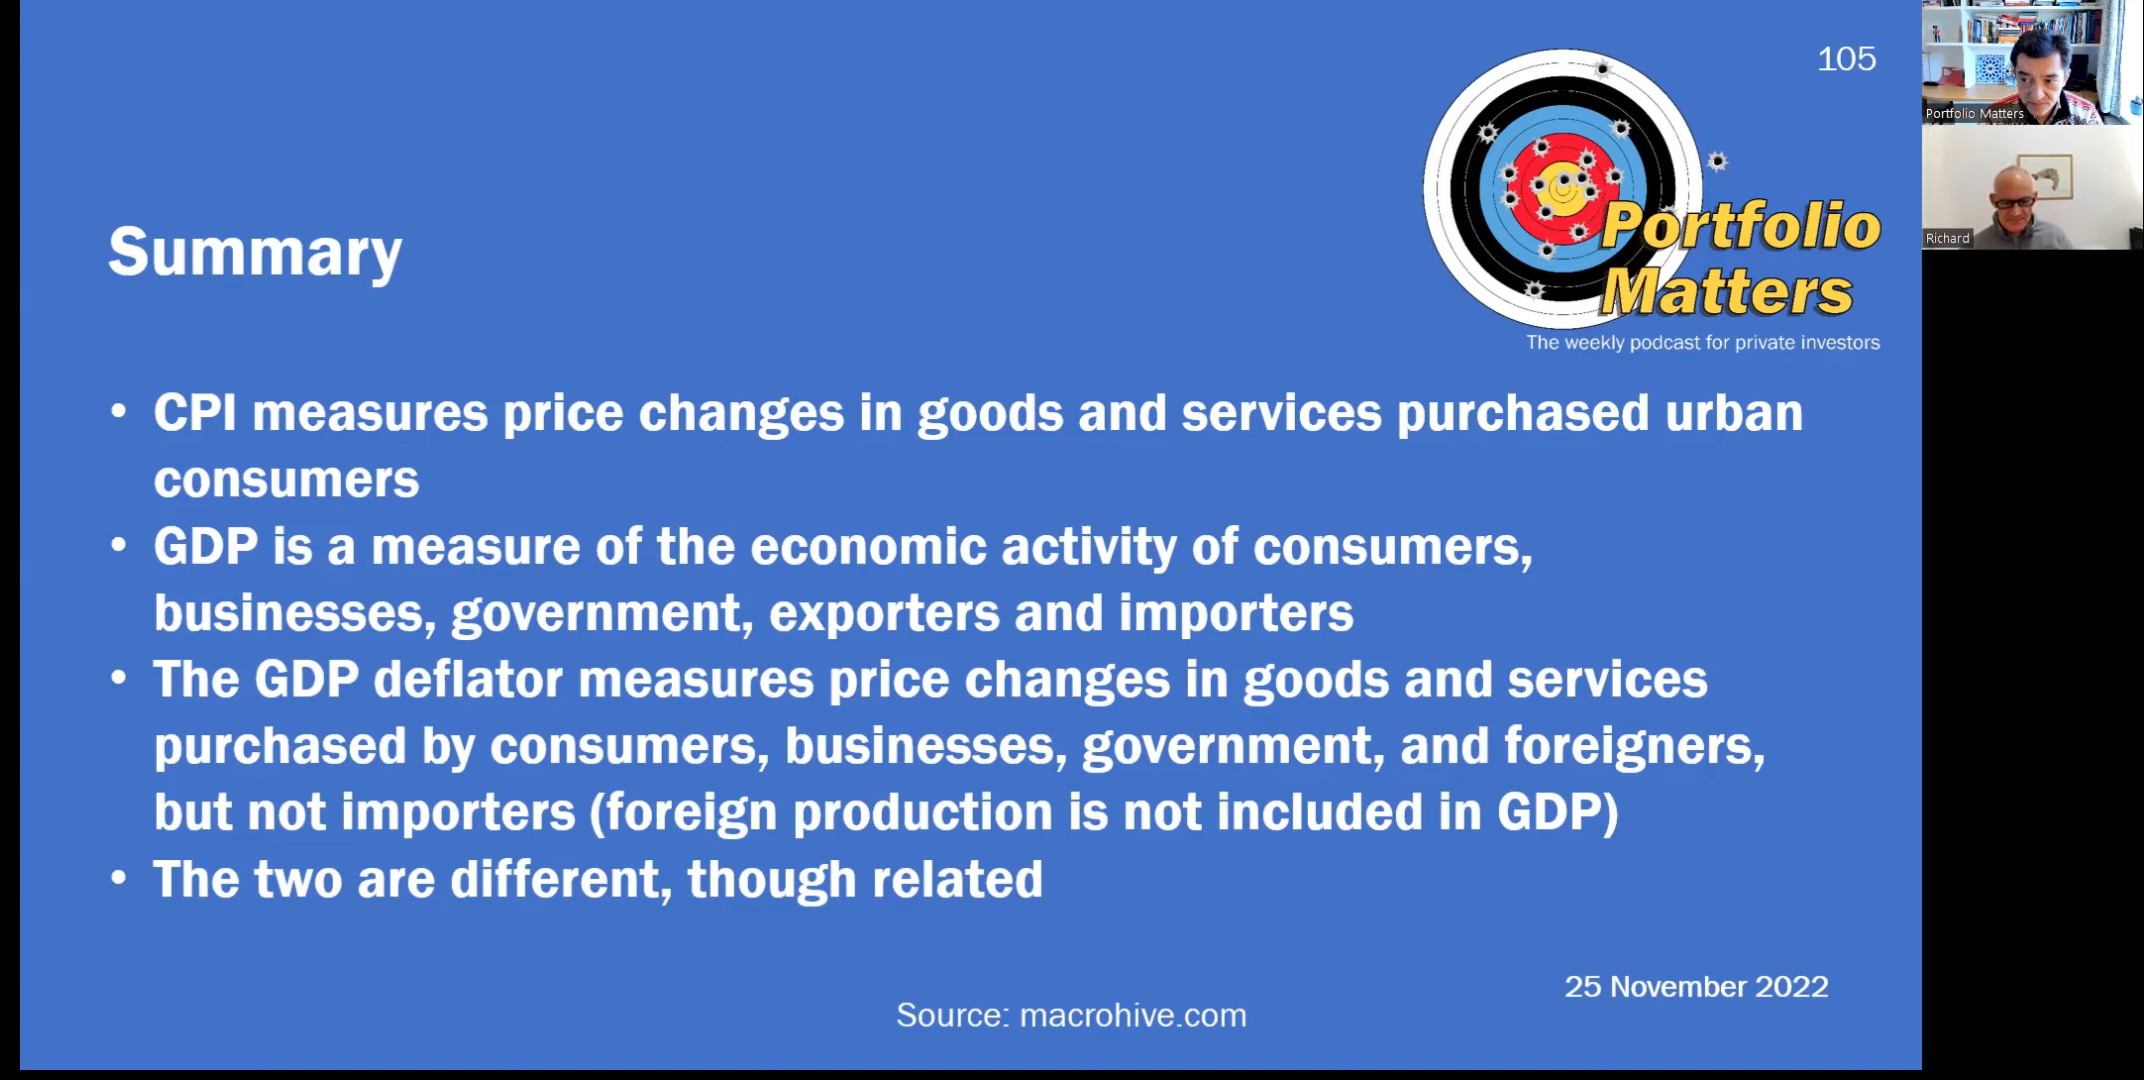 105
Portfolio
Matters
The weekly podcast for private investors
Summary
• CPI measures price changes in goods and services purchased urban
consumers
• GDP is a measure of the economic activity of consumers,
businesses, government, exporters and importers
• The GDP deflator measures price changes in goods and services
purchased by consumers, businesses, government, and foreigners,
but not importers (foreign production is not included in GDP)
• The two are different, though related
25 November 2022
Source: macrohive.com
Portfolio Matters
Richard